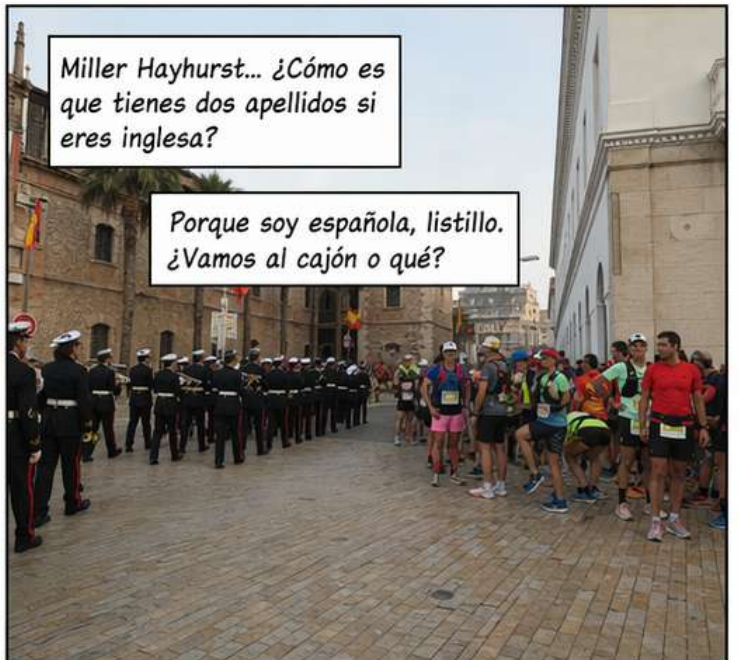 Miller Hayhurst... ¿Cómo es
que tienes dos apellidos si
eres inglesa?
Porque soy española, listillo.
¿Vamos al cajón o qué?